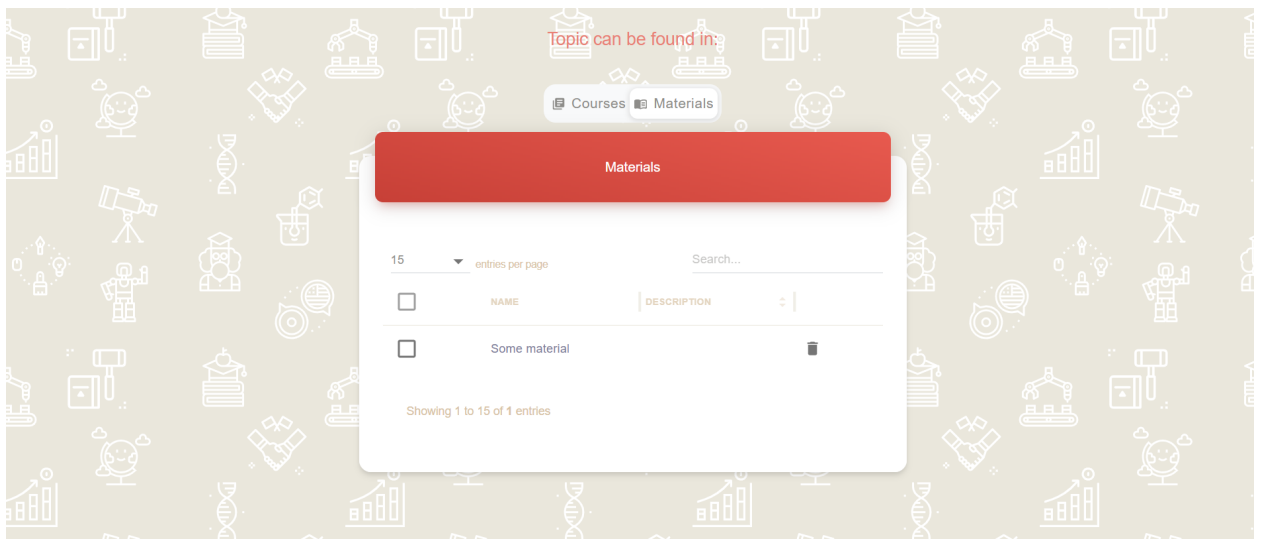 Topic can be found in:
Courses Materials
Materials
15 entries per page Search...
NAME DESCRIPTION
Some material
Showing 1 to 15 of 1 entries